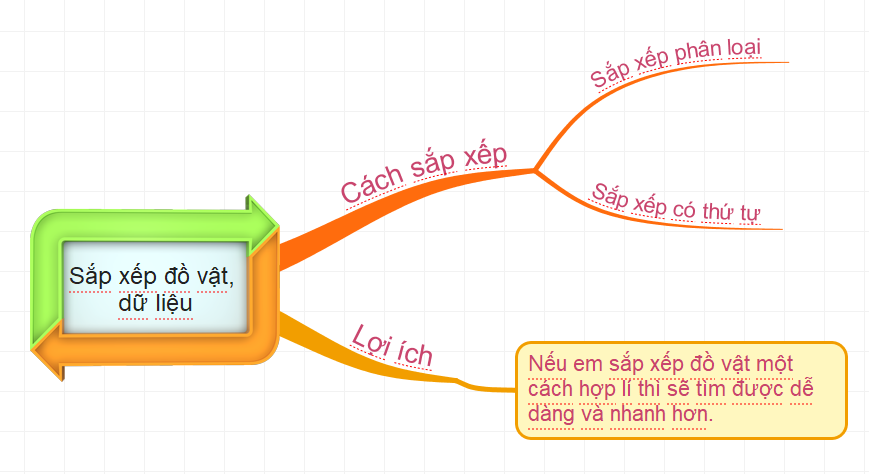 Sắp xếp phân loại
Cách sắp xếp
Sắp xếp có thứ tự
Sắp xếp đồ vật,
dữ liệu
Lợi ích
Nếu em sắp xếp đồ vật một
cách hợp lí thì sẽ tìm được dễ
dàng và nhanh hơn.